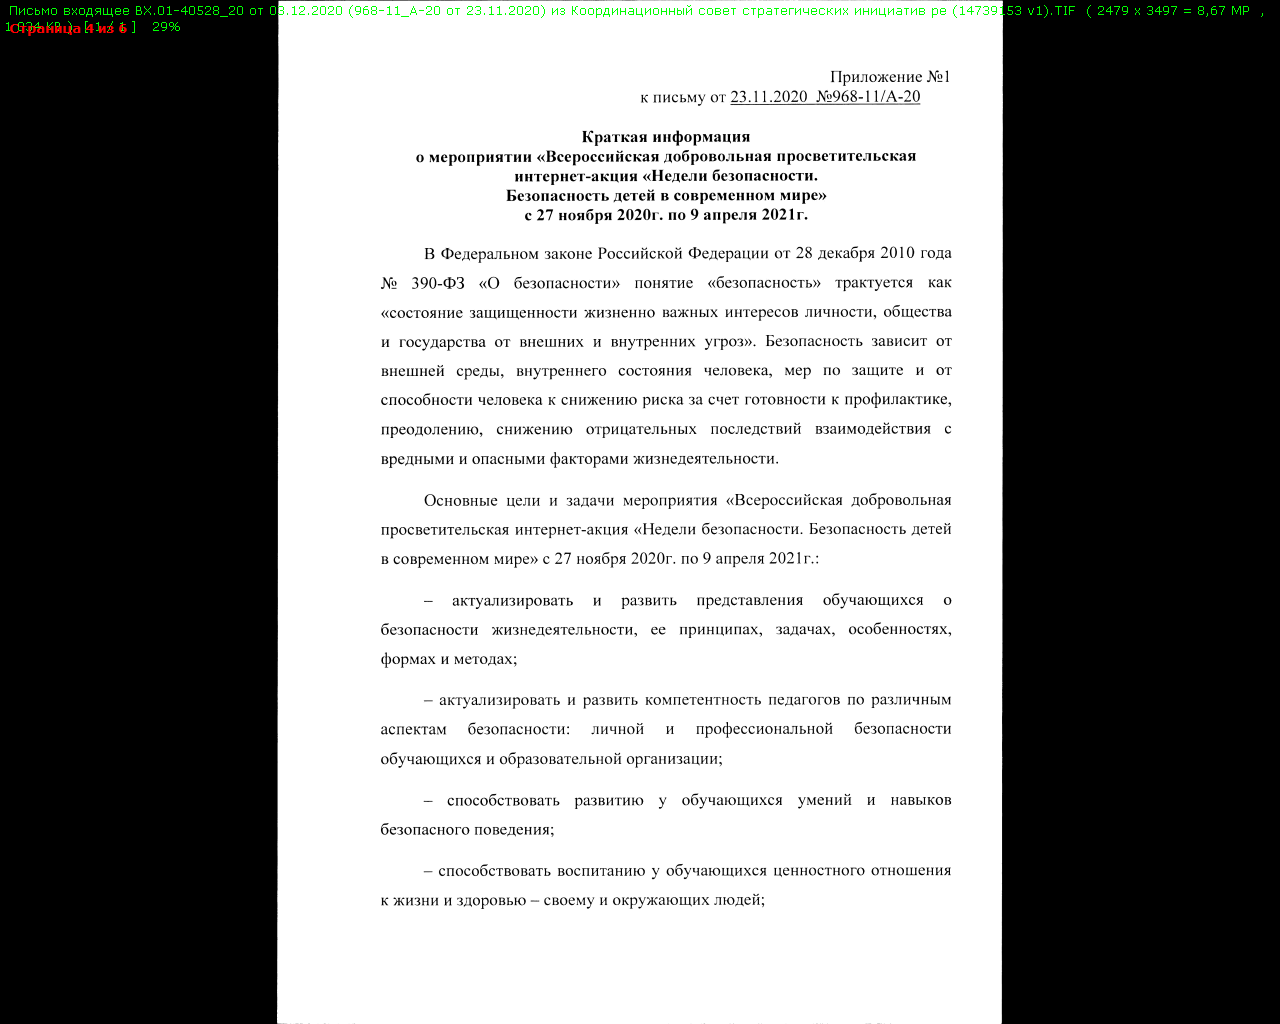 Письмо входящее ВХ.01-40528_20 от 03.12.2020 (968-11_А-20 от 23.11.2020) из Координационный совет стратегических инициатив ре (14739153 v1).TIF ( 2479 x 3497 = 8,67 MP ,
[ 1 / 1 ] 29%
Страница 4 из 6
Приложение №1
к письму от 23.11.2020 №968-11/А-20
Краткая информация
о мероприятии «Всероссийская добровольная просветительская
интернет-акция «Недели безопасности.
Безопасность детей в современном мире»
с 27 ноября 2020г. по 9 апреля 2021г.
В Федеральном законе Российской Федерации от 28 декабря 2010 года
№ 390-ФЗ «О безопасности» понятие «безопасность» трактуется как
«состояние защищенности жизненно важных интересов личности, общества
и государства от внешних и внутренних угроз». Безопасность зависит от
внешней среды, внутреннего состояния человека, мер по защите и от
способности человека к снижению риска за счет готовности к профилактике,
преодолению, снижению отрицательных последствий взаимодействия с
вредными и опасными факторами жизнедеятельности.
Основные цели и задачи мероприятия «Всероссийская добровольная
просветительская интернет-акция «Недели безопасности. Безопасность детей
в современном мире» с 27 ноября 2020г. по 9 апреля 2021г.:
– актуализировать и развить представления обучающихся о
безопасности жизнедеятельности, ее принципах, задачах, особенностях,
формах и методах;
– актуализировать и развить компетентность педагогов по различным
аспектам безопасности: личной и профессиональной безопасности
обучающихся и образовательной организации;
– способствовать развитию у обучающихся умений и навыков
безопасного поведения;
– способствовать воспитанию у обучающихся ценностного отношения
к жизни и здоровью – своему и окружающих людей;